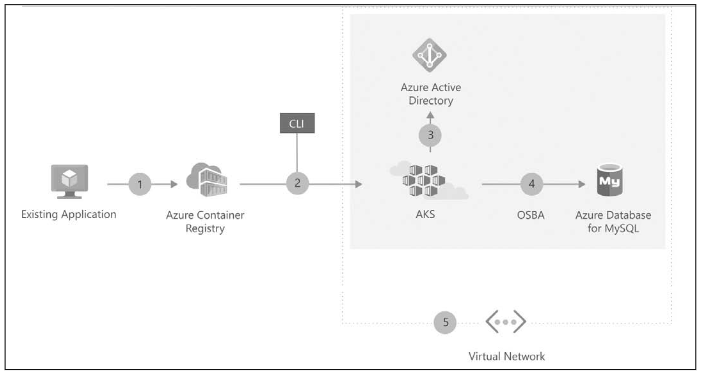 Azure Active
Directory
CLI
3
1
2
4
My
Existing Application
Azure Container
Registry
AKS
OSBA
Azure Database
for MySQL
5
Virtual Network